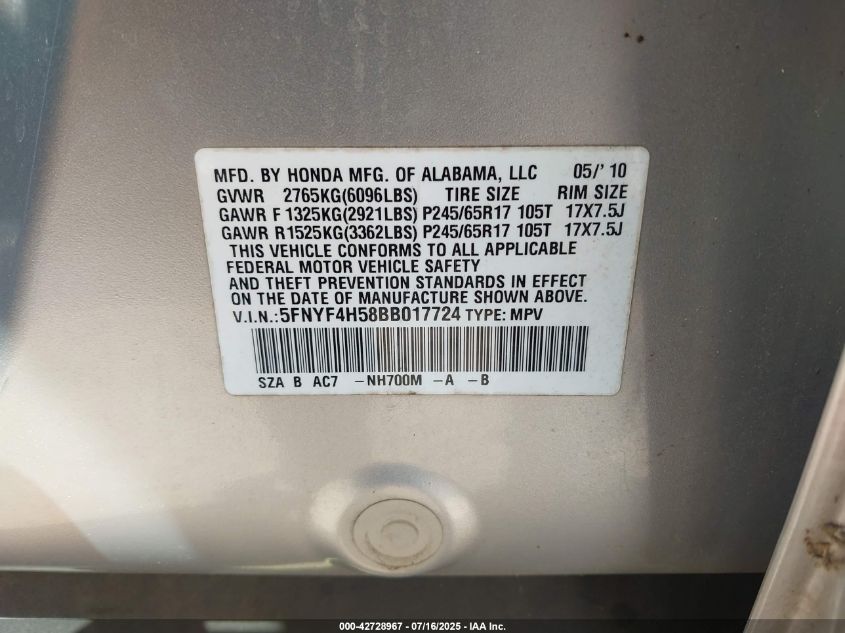 MFD. BY HONDA MFG. OF ALABAMA, LLC 05/' 10
GVWR 2765KG(6096LBS) TIRE SIZE RIM SIZE
GAWR F 1325KG(2921LBS) P245/65R17 105T 17X7.5J
GAWR R1525KG(3362LBS) P245/65R17 105T 17X7.5J
THIS VEHICLE CONFORMS TO ALL APPLICABLE
FEDERAL MOTOR VEHICLE SAFETY
AND THEFT PREVENTION STANDARDS IN EFFECT
ON THE DATE OF MANUFACTURE SHOWN ABOVE.
V.I.N.:5FNYF4H58BB017724 TYPE: MPV
SZA B AC7 -NH700M -A -B
000-42728967 - 07/16/2025 - IAA Inc.